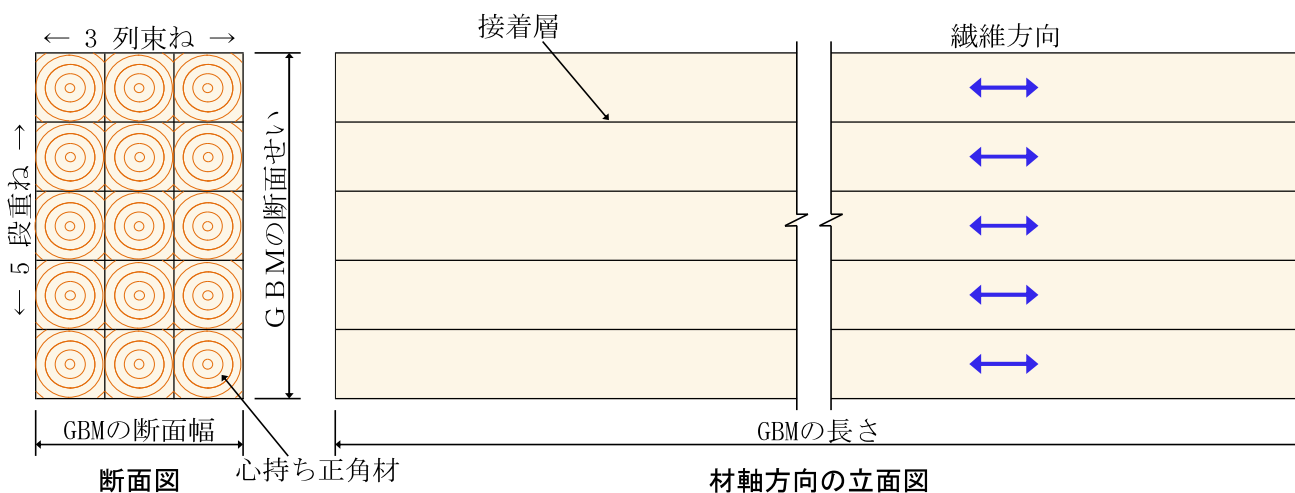 ← 3 列束ね →
← 5 段重ね →
GBMの断面せい
GBMの断面幅
心持ち正角材
断面図
接着層
繊維方向
GBMの長さ
材軸方向の立面図